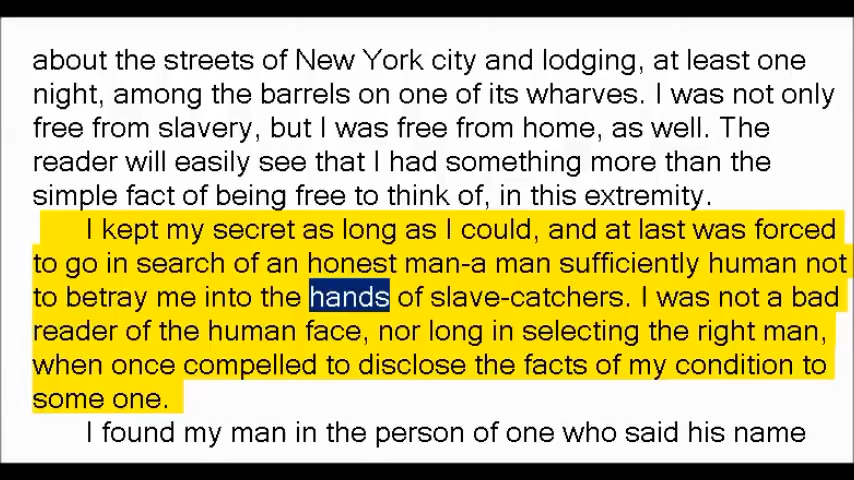 about the streets of New York city and lodging, at least one
night, among the barrels on one of its wharves. I was not only
free from slavery, but I was free from home, as well. The
reader will easily see that I had something more than the
simple fact of being free to think of, in this extremity.
I kept my secret as long as I could, and at last was forced
to go in search of an honest man-a man sufficiently human not
to betray me into the hands of slave-catchers. I was not a bad
reader of the human face, nor long in selecting the right man,
when once compelled to disclose the facts of my condition to
some one.
I found my man in the person of one who said his name